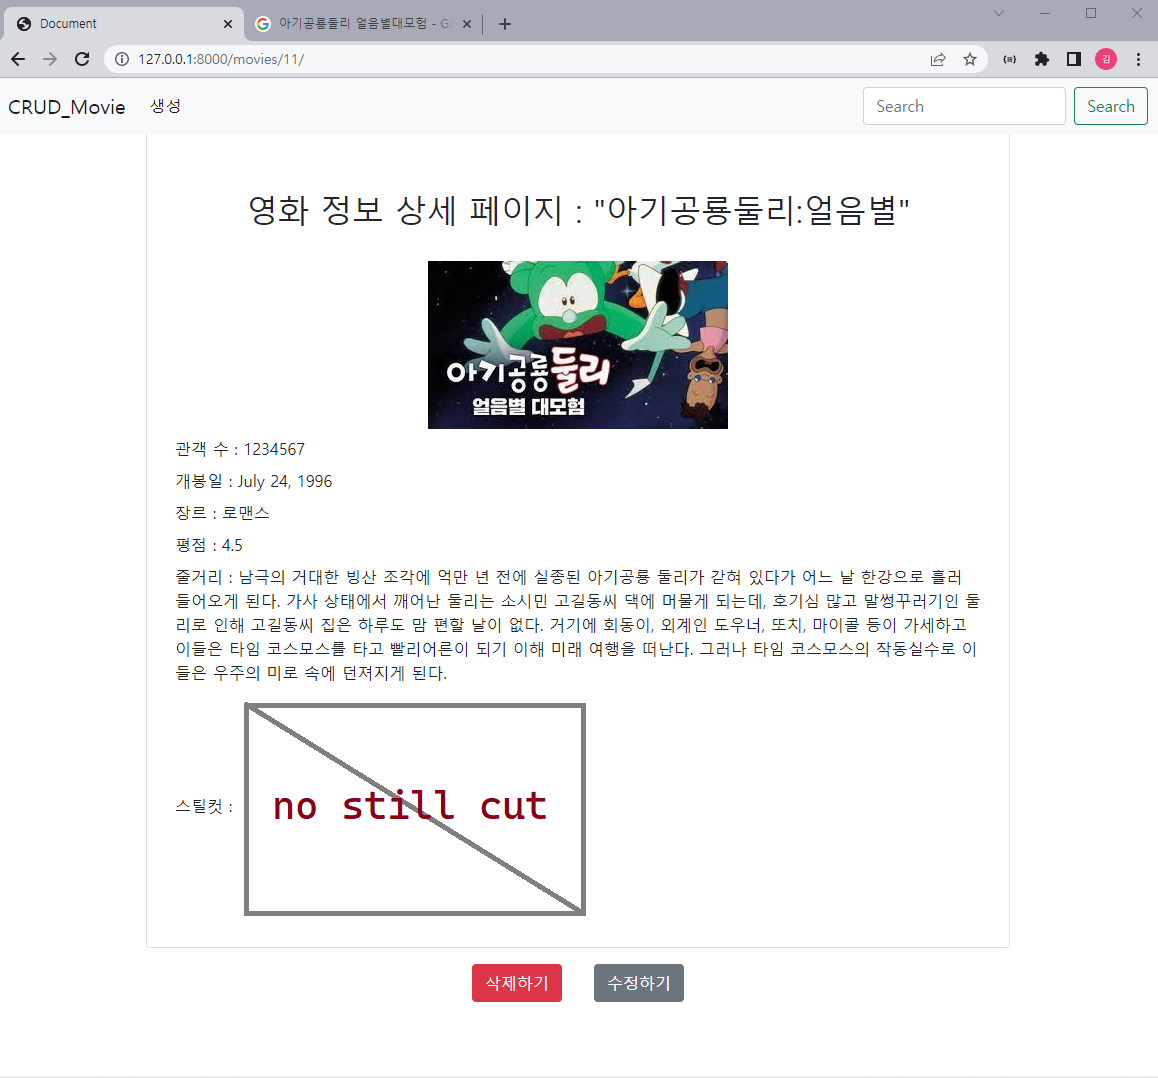 Document
아기공룡둘리 얼음별대모험 - Go
127.0.0.1:8000/movies/11/
김
CRUD_Movie
생성
Search
Search
영화 정보 상세 페이지 : "아기공룡둘리:얼음별"
아기공룡둘리
얼음별 대모험
관객 수 : 1234567
개봉일 : July 24, 1996
장르 : 로맨스
평점 : 4.5
줄거리 : 남극의 거대한 빙산 조각에 억만 년 전에 실종된 아기공룡 둘리가 갇혀 있다가 어느 날 한강으로 흘러
들어오게 된다. 가사 상태에서 깨어난 둘리는 소시민 고길동씨 댁에 머물게 되는데, 호기심 많고 말썽꾸러기인 둘
리로 인해 고길동씨 집은 하루도 맘 편할 날이 없다. 거기에 회동이, 외계인 도우너, 또치, 마이콜 등이 가세하고
이들은 타임 코스모스를 타고 빨리어른이 되기 이해 미래 여행을 떠난다. 그러나 타임 코스모스의 작동실수로 이
들은 우주의 미로 속에 던져지게 된다.
스틸컷 :
no still cut
삭제하기
수정하기